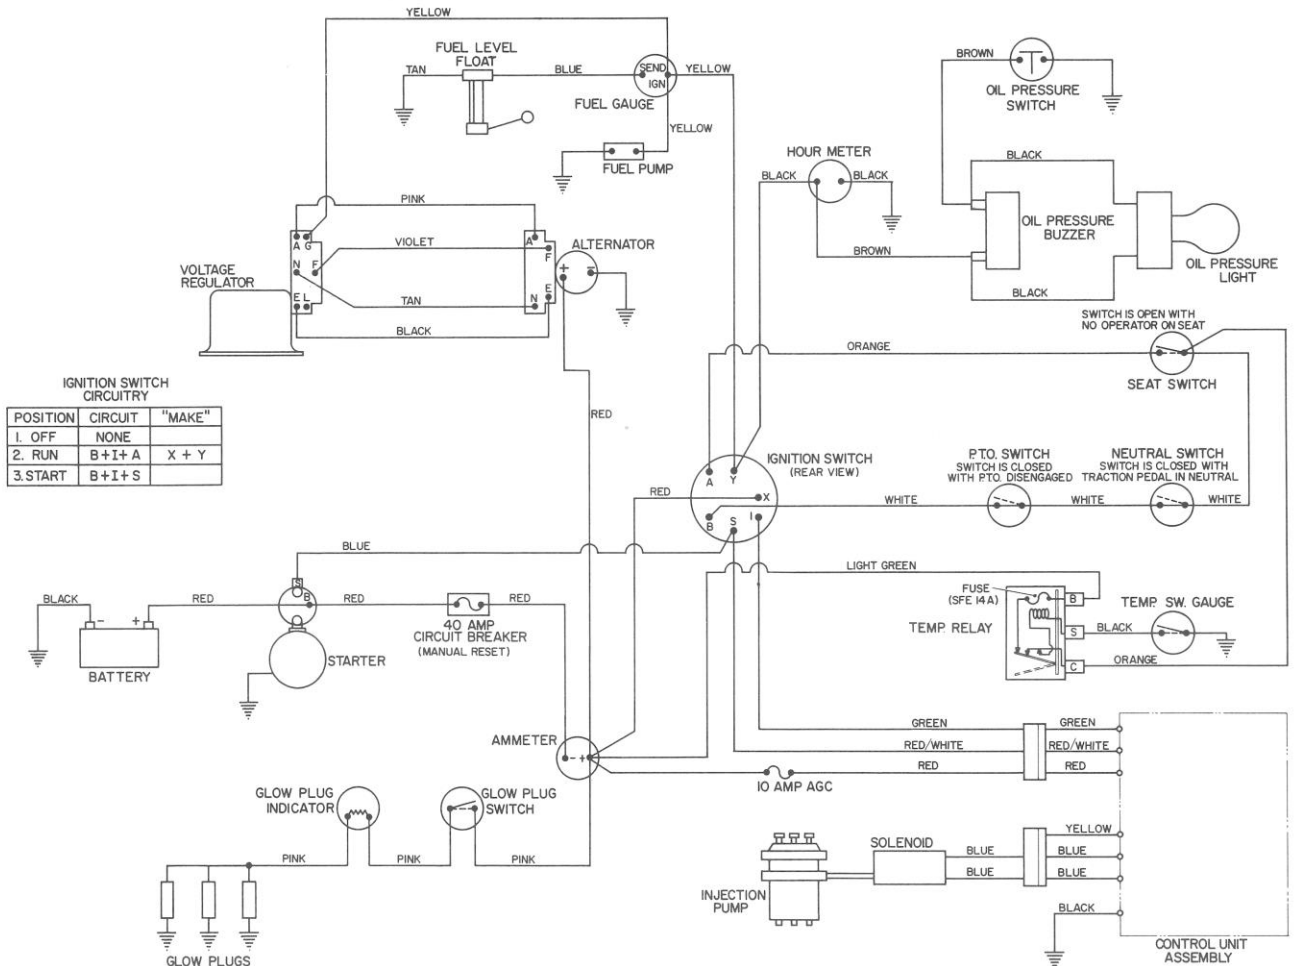 YELLOW
FUEL LEVEL
FLOAT
TAN
BLUE
SEND
IGN
YELLOW
FUEL GAUGE
YELLOW
FUEL PUMP
BROWN
OIL PRESSURE
SWITCH
HOUR METER
BLACK
BLACK
BLACK
BROWN
OIL PRESSURE
BUZZER
BLACK
OIL PRESSURE
LIGHT
PINK
A G
VIOLET
N F
TAN
E L
BLACK
A
F
E
N
ALTERNATOR
+ -
VOLTAGE
REGULATOR
RED
IGNITION SWITCH
CIRCUITRY
POSITION CIRCUIT "MAKE"
1. OFF NONE
2. RUN B+I+A X + Y
3. START B+I+S
SWITCH IS OPEN WITH
NO OPERATOR ON SEAT
ORANGE
SEAT SWITCH
IGNITION SWITCH
(REAR VIEW)
A
Y
X
B
S
I
RED
P.T.O. SWITCH
SWITCH IS CLOSED
WITH P.T.O. DISENGAGED
NEUTRAL SWITCH
SWITCH IS CLOSED WITH
TRACTION PEDAL IN NEUTRAL
WHITE
WHITE
WHITE
BLUE
LIGHT GREEN
BLACK
- +
BATTERY
RED
S
B
STARTER
RED
40 AMP
CIRCUIT BREAKER
(MANUAL RESET)
RED
FUSE
(SFE 14A)
TEMP. RELAY
B
S
C
BLACK
TEMP. SW. GAUGE
ORANGE
AMMETER
- +
GREEN
GREEN
RED/WHITE
RED/WHITE
RED
RED
10 AMP AGC
GLOW PLUG
INDICATOR
GLOW PLUG
SWITCH
PINK
PINK
PINK
GLOW PLUGS
INJECTION
PUMP
SOLENOID
BLUE
BLUE
YELLOW
BLUE
BLUE
BLACK
CONTROL UNIT
ASSEMBLY